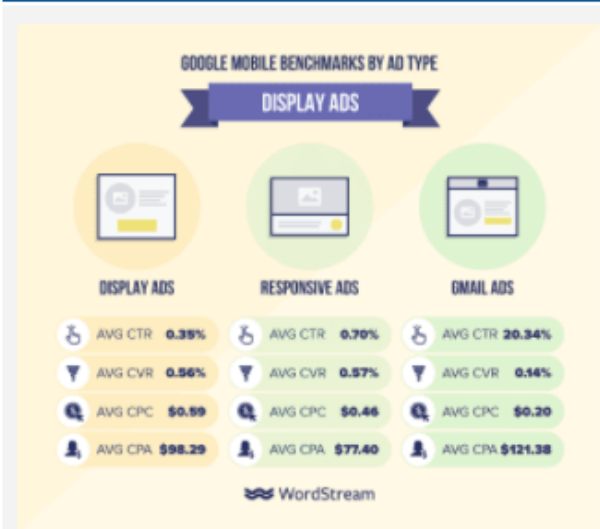 GOOGLE MOBILE BENCHMARKS BY AD TYPE
DISPLAY ADS
DISPLAY ADS
AVG CTR 0.35%
AVG CVR 0.56%
AVG CPC $0.59
AVG CPA $98.29
RESPONSIVE ADS
AVG CTR 0.70%
AVG CVR 0.57%
AVG CPC $0.46
AVG CPA $77.40
GMAIL ADS
AVG CTR 20.34%
AVG CVR 0.14%
AVG CPC $0.20
AVG CPA $121.38
WordStream